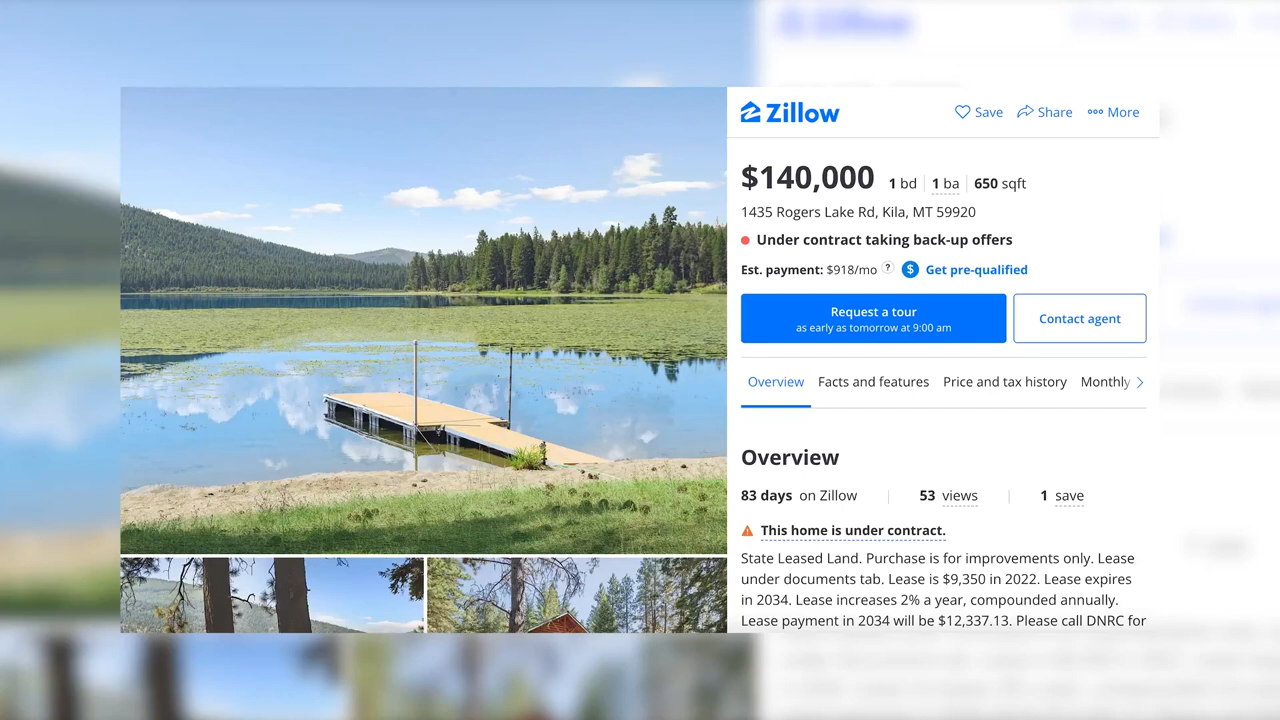 Zillow
Save Share More
$140,000 1 bd 1 ba 650 sqft
1435 Rogers Lake Rd, Kila, MT 59920
Under contract taking back-up offers
Est. payment: $918/mo ? $ Get pre-qualified
Request a tour
as early as tomorrow at 9:00 am
Contact agent
Overview Facts and features Price and tax history Monthly
Overview
83 days on Zillow 53 views 1 save
This home is under contract.
State Leased Land. Purchase is for improvements only. Lease
under documents tab. Lease is $9,350 in 2022. Lease expires
in 2034. Lease increases 2% a year, compounded annually.
Lease payment in 2034 will be $12,337.13. Please call DNRC for